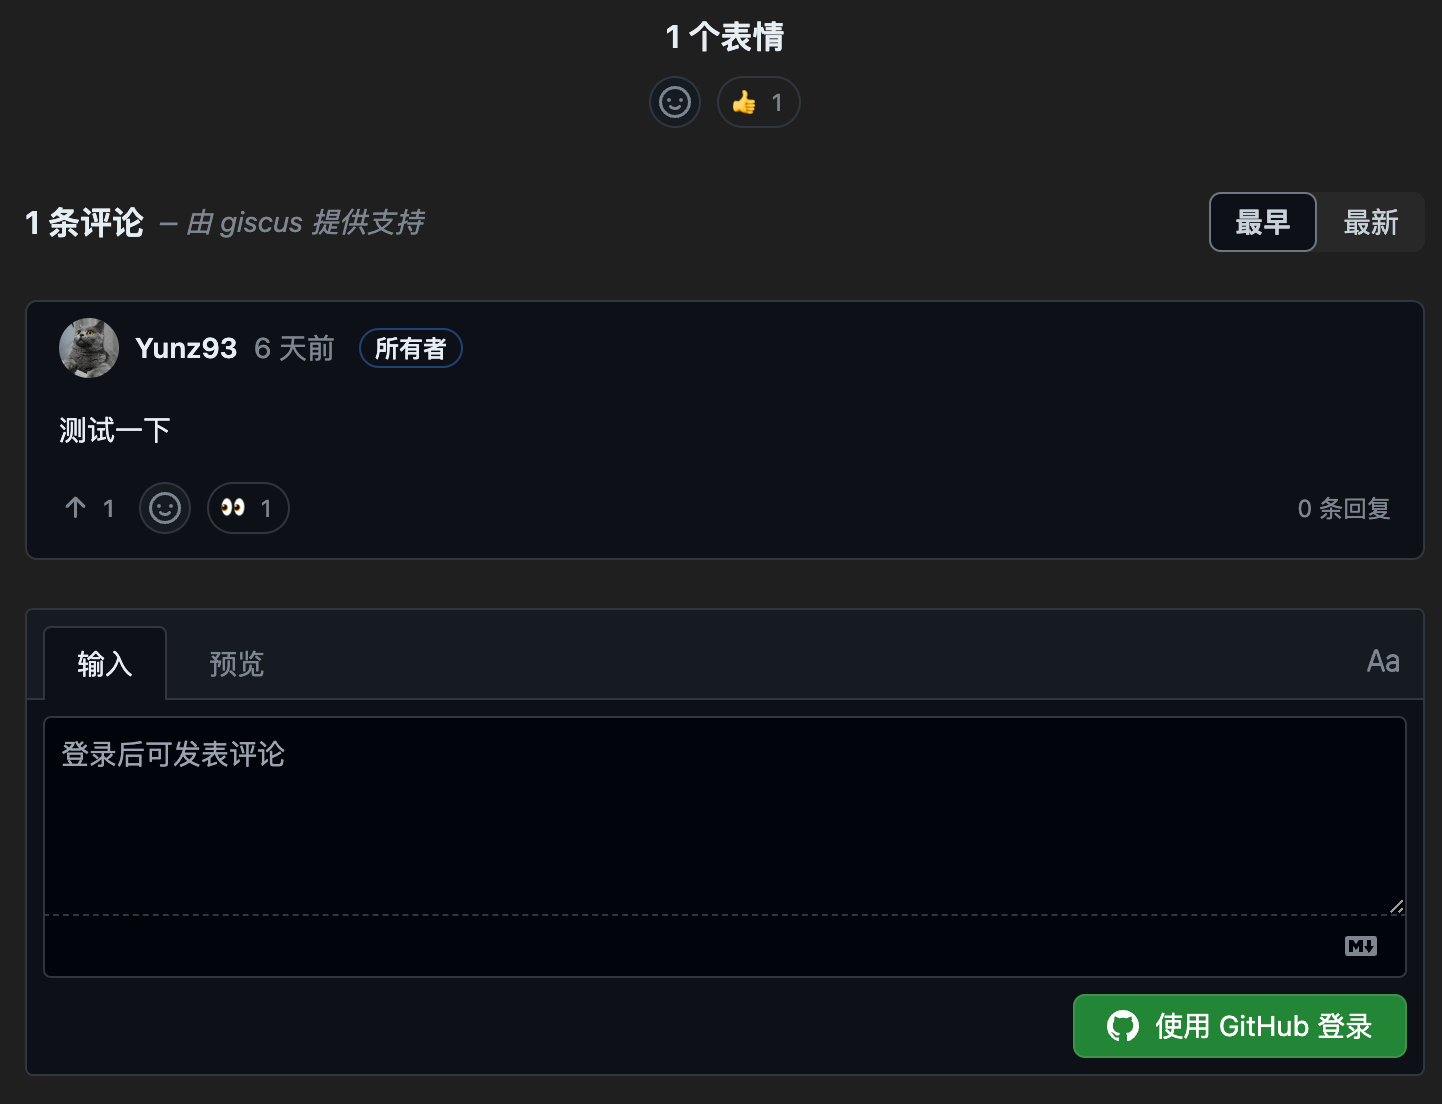 1 个表情
👍 1
1 条评论 – 由 giscus 提供支持
最早 最新
Yunz93 6 天前 所有者
测试一下
↑ 1 👀 1 0 条回复
输入 预览 Aa
登录后可发表评论
M↓
使用 GitHub 登录